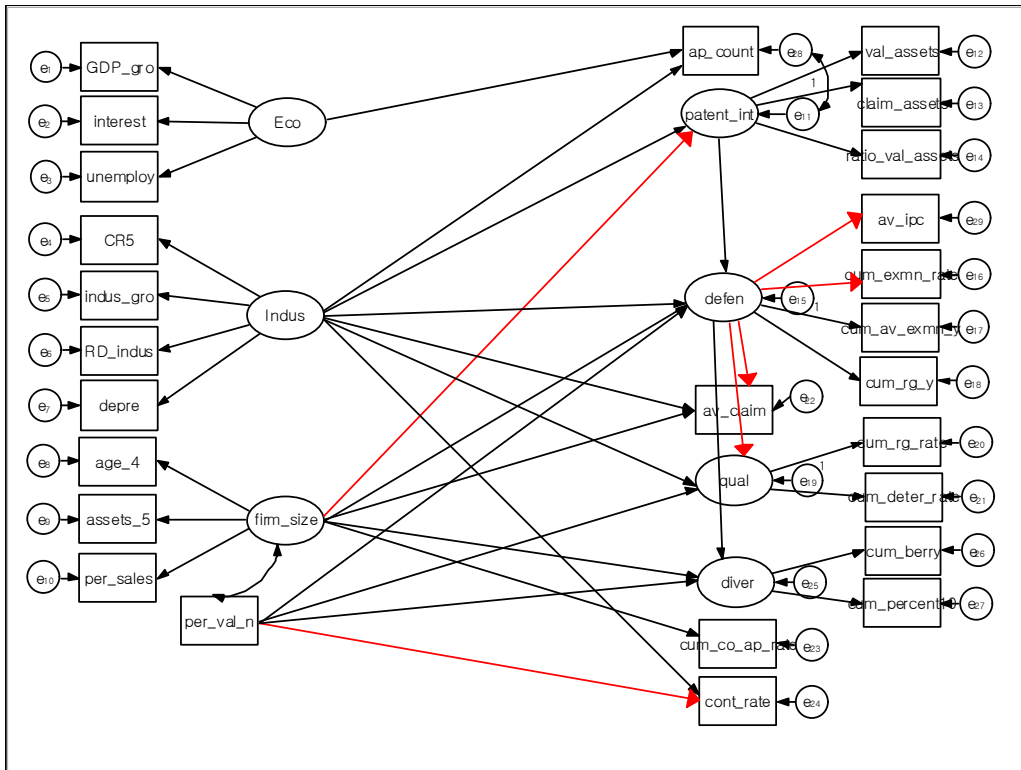 e1 GDP_gro
e2 interest
e3 unemploy
Eco
e4 CR5
e5 indus_gro
e6 RD_indus
e7 depre
Indus
e8 age_4
e9 assets_5
e10 per_sales
firm_size
per_val_n
ap_count e28
patent_int e11
1
val_assets e12
claim_assets e13
ratio_val_assets e14
av_ipc e29
cum_exmn_rate e16
defen e15
1
cum_av_exmn_y e17
cum_rg_y e18
av_claim e22
cum_rg_rate e20
1
qual e19
cum_deter_rate e21
cum_berry e26
diver e25
cum_percent10 e27
cum_co_ap_rate e23
cont_rate e24